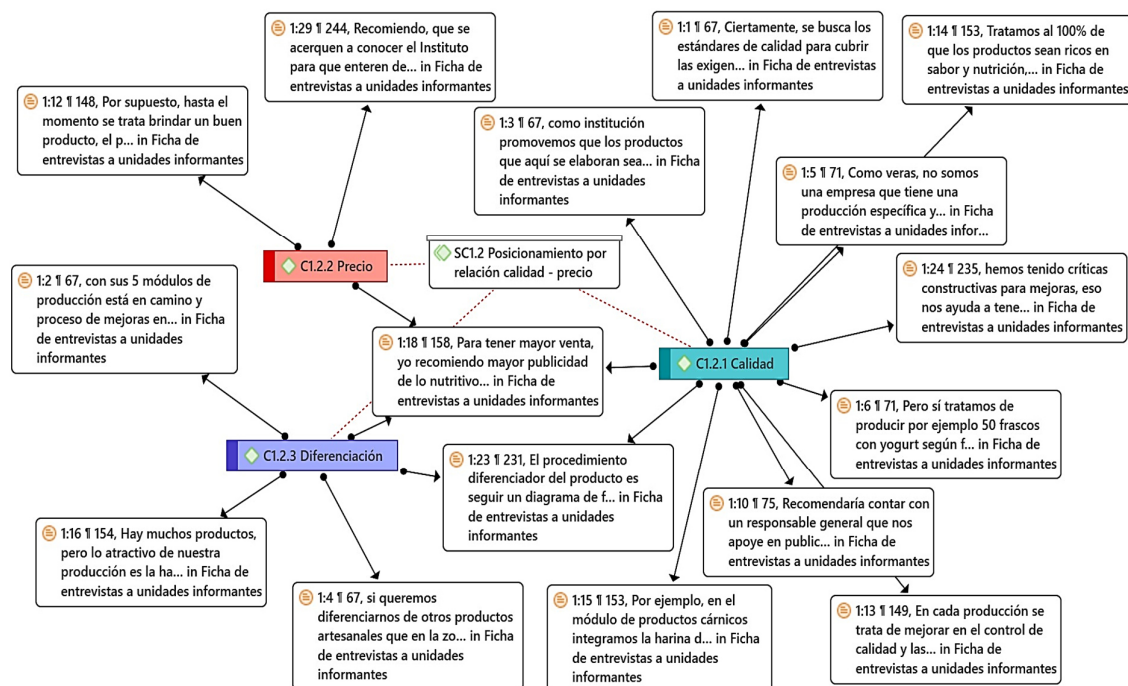 1:29 ¶ 244, Recomiendo, que se
acerquen a conocer el Instituto
para que enteren de... in Ficha de
entrevistas a unidades informantes
1:1 ¶ 67, Ciertamente, se busca los
estándares de calidad para cubrir
las exigen... in Ficha de entrevistas
a unidades informantes
1:14 ¶ 153, Tratamos al 100% de
que los productos sean ricos en
sabor y nutrición,... in Ficha de
entrevistas a unidades informantes
1:12 ¶ 148, Por supuesto, hasta el
momento se trata brindar un buen
producto, el p... in Ficha de
entrevistas a unidades informantes
1:3 ¶ 67, como institución
promovemos que los productos
que aquí se elaboran sea... in Ficha
de entrevistas a unidades
informantes
1:5 ¶ 71, Como veras, no somos
una empresa que tiene una
producción específica y... in Ficha
de entrevistas a unidades infor...
C1.2.2 Precio
SC1.2 Posicionamiento por
relación calidad - precio
1:2 ¶ 67, con sus 5 módulos de
producción está en camino y
proceso de mejoras en... in Ficha
de entrevistas a unidades
informantes
1:24 ¶ 235, hemos tenido críticas
constructivas para mejoras, eso
nos ayuda a tene... in Ficha de
entrevistas a unidades informantes
1:18 ¶ 158, Para tener mayor venta,
yo recomiendo mayor publicidad
de lo nutritivo... in Ficha de
entrevistas a unidades informantes
C1.2.1 Calidad
1:6 ¶ 71, Pero sí tratamos de
producir por ejemplo 50 frascos
con yogurt según f... in Ficha de
entrevistas a unidades informantes
C1.2.3 Diferenciación
1:23 ¶ 231, El procedimiento
diferenciador del producto es
seguir un diagrama de f... in Ficha
de entrevistas a unidades
informantes
1:10 ¶ 75, Recomendaría contar con
un responsable general que nos
apoye en public... in Ficha de
entrevistas a unidades informantes
1:16 ¶ 154, Hay muchos productos,
pero lo atractivo de nuestra
producción es la ha... in Ficha de
entrevistas a unidades informantes
1:4 ¶ 67, si queremos
diferenciarnos de otros productos
artesanales que en la zo... in Ficha
de entrevistas a unidades
informantes
1:15 ¶ 153, Por ejemplo, en el
módulo de productos cárnicos
integramos la harina d... in Ficha
de entrevistas a unidades
informantes
1:13 ¶ 149, En cada producción se
trata de mejorar en el control de
calidad y las... in Ficha de
entrevistas a unidades informantes